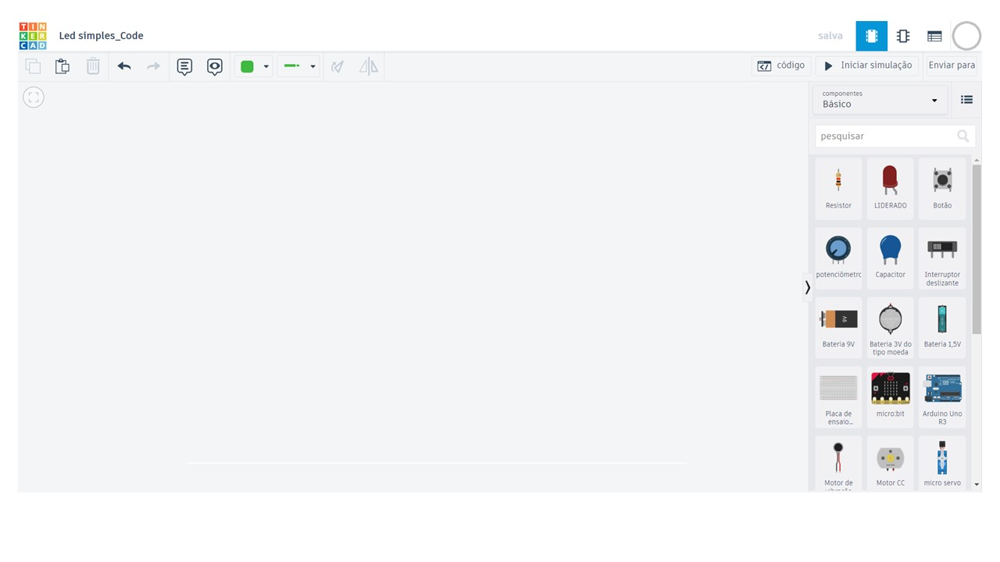 TIN
KER
CAD
Led simples_Code
salva
código
Iniciar simulação
Enviar para
componentes
Básico
pesquisar
Resistor
LIDERADO
Botão
potenciômetro
Capacitor
Interruptor
deslizante
9V
Bateria 9V
Bateria 3V do
tipo moeda
Bateria 1,5V
Placa de
ensaio...
micro:bit
Arduino Uno
R3
Motor de
vibração
Motor CC
micro servo